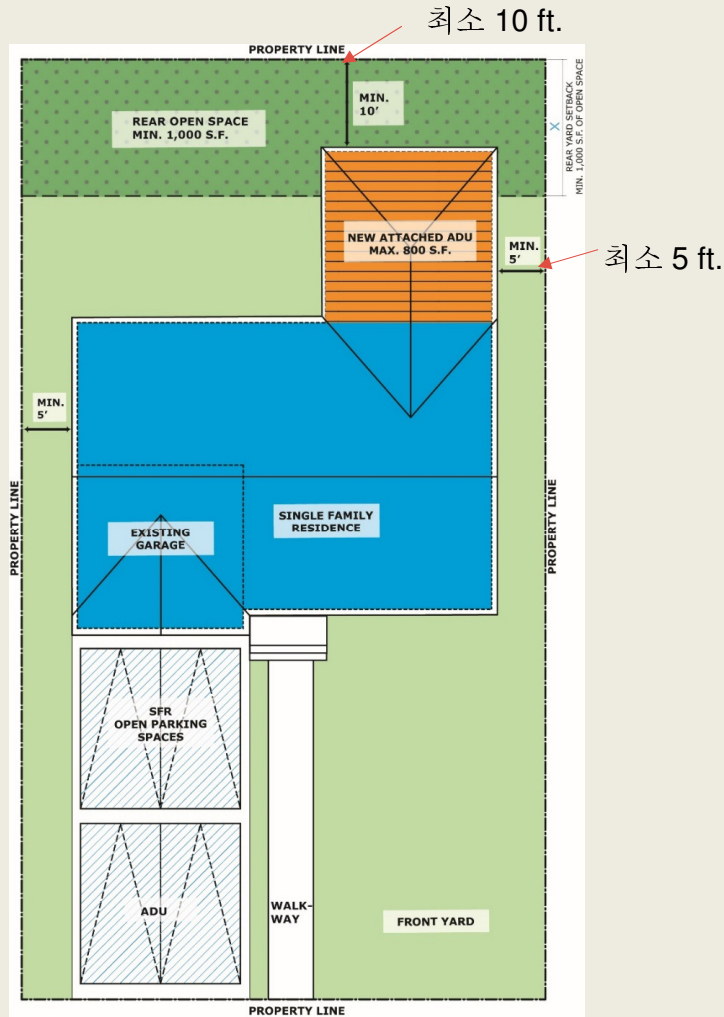 최소 10 ft.
PROPERTY LINE
MIN.
10'
REAR OPEN SPACE
MIN. 1,000 S.F.
X
REAR YARD SETBACK
MIN. 1,000 S.F. OF OPEN SPACE
NEW ATTACHED ADU
MAX. 800 S.F.
MIN.
5'
최소 5 ft.
MIN.
5'
PROPERTY LINE
SINGLE FAMILY
RESIDENCE
EXISTING
GARAGE
PROPERTY LINE
SFR
OPEN PARKING
SPACES
ADU
WALK-
WAY
FRONT YARD
PROPERTY LINE